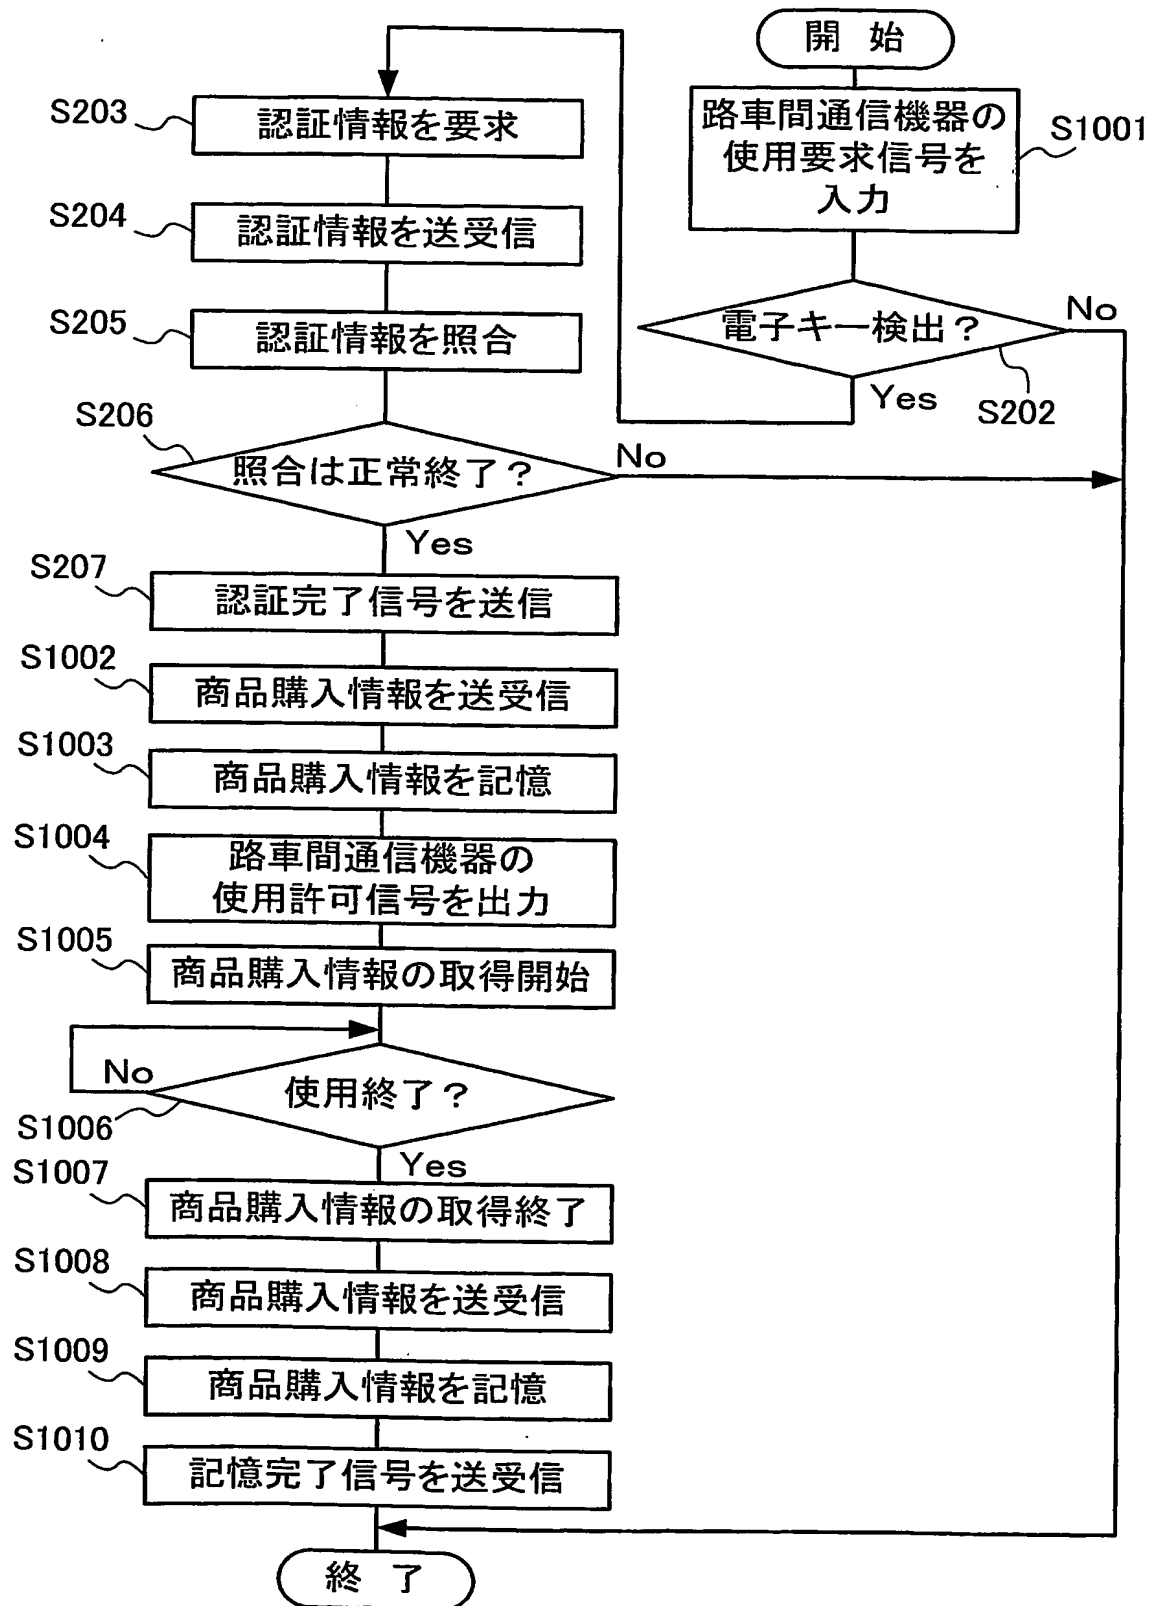 開 始
路車間通信機器の
使用要求信号を
入力
S1001
電子キー検出？
No
Yes
S202
S203
認証情報を要求
S204
認証情報を送受信
S205
認証情報を照合
S206
照合は正常終了？
No
Yes
S207
認証完了信号を送信
S1002
商品購入情報を送受信
S1003
商品購入情報を記憶
S1004
路車間通信機器の
使用許可信号を出力
S1005
商品購入情報の取得開始
No
使用終了？
S1006
Yes
S1007
商品購入情報の取得終了
S1008
商品購入情報を送受信
S1009
商品購入情報を記憶
S1010
記憶完了信号を送受信
終 了